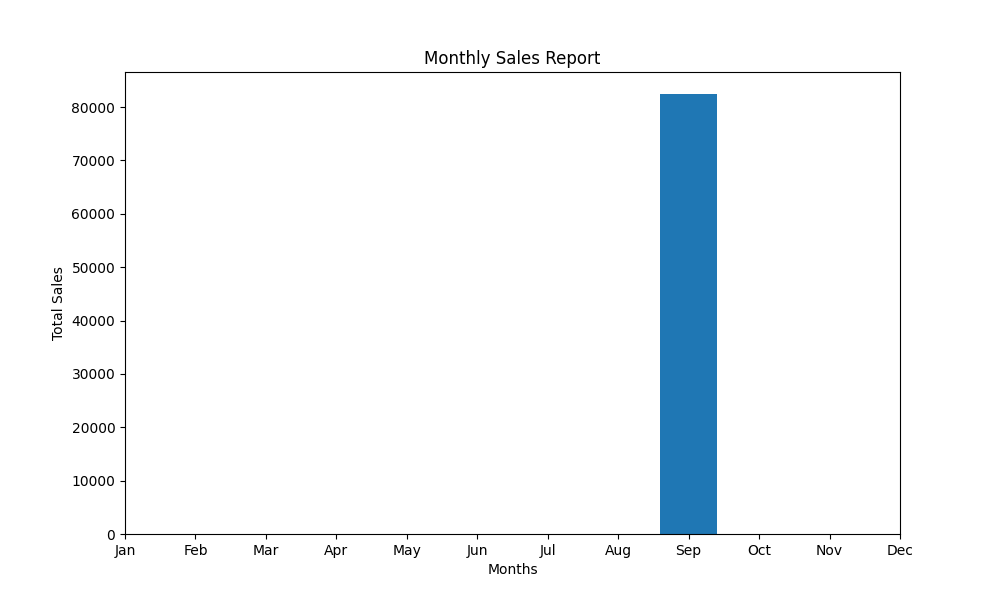 Monthly Sales Report
80000
70000
60000
50000
40000
30000
20000
10000
0
Total Sales
Jan Feb Mar Apr May Jun Jul Aug Sep Oct Nov Dec
Months